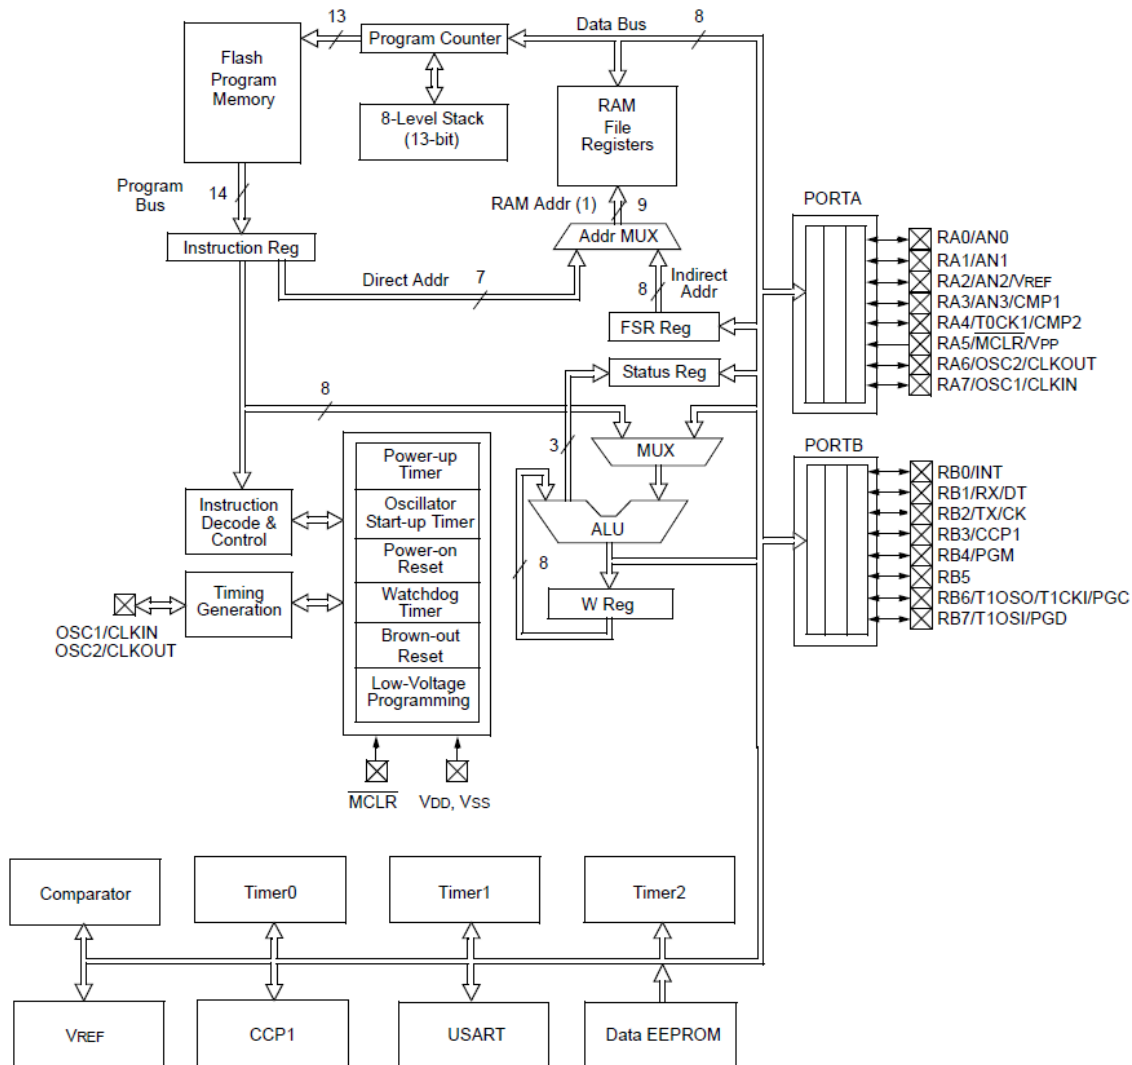 13
Data Bus
8
Program Counter
Flash
Program
Memory
8-Level Stack
(13-bit)
RAM
File
Registers
Program
Bus
14
RAM Addr (1)
9
PORTA
Instruction Reg
Addr MUX
Direct Addr
7
8
Indirect
Addr
FSR Reg
Status Reg
RA0/AN0
RA1/AN1
RA2/AN2/VREF
RA3/AN3/CMP1
RA4/T0CK1/CMP2
RA5/MCLR/VPP
RA6/OSC2/CLKOUT
RA7/OSC1/CLKIN
8
3
MUX
PORTB
Power-up
Timer
Oscillator
Start-up Timer
Power-on
Reset
Watchdog
Timer
Brown-out
Reset
Low-Voltage
Programming
Instruction
Decode &
Control
Timing
Generation
OSC1/CLKIN
OSC2/CLKOUT
ALU
8
W Reg
RB0/INT
RB1/RX/DT
RB2/TX/CK
RB3/CCP1
RB4/PGM
RB5
RB6/T1OSO/T1CKI/PGC
RB7/T1OSI/PGD
MCLR
VDD, VSS
Comparator
Timer0
Timer1
Timer2
VREF
CCP1
USART
Data EEPROM